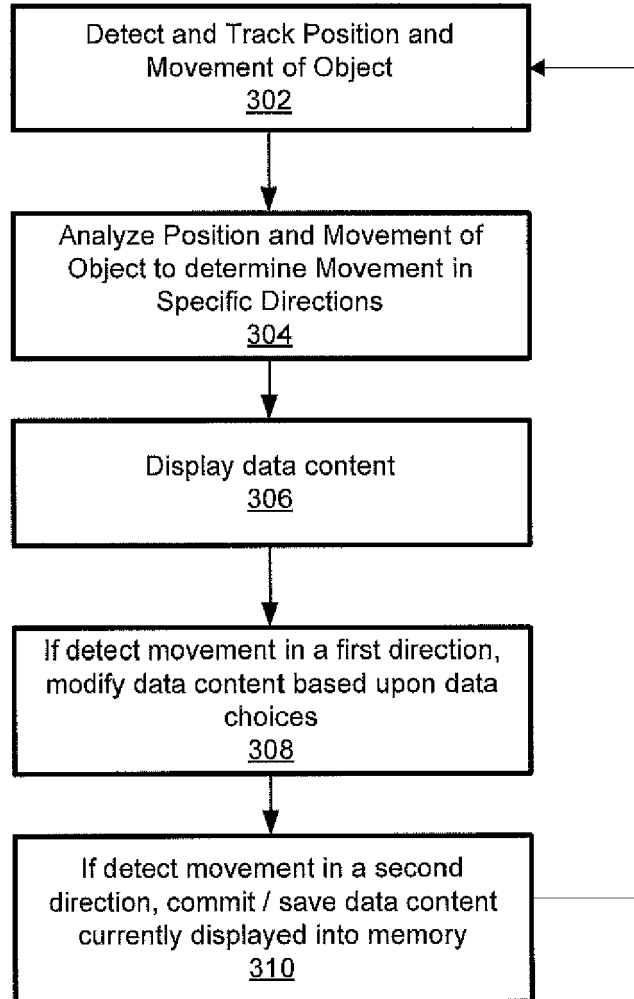 Detect and Track Position and
Movement of Object
302
Analyze Position and Movement of
Object to determine Movement in
Specific Directions
304
Display data content
306
If detect movement in a first direction,
modify data content based upon data
choices
308
If detect movement in a second
direction, commit / save data content
currently displayed into memory
310